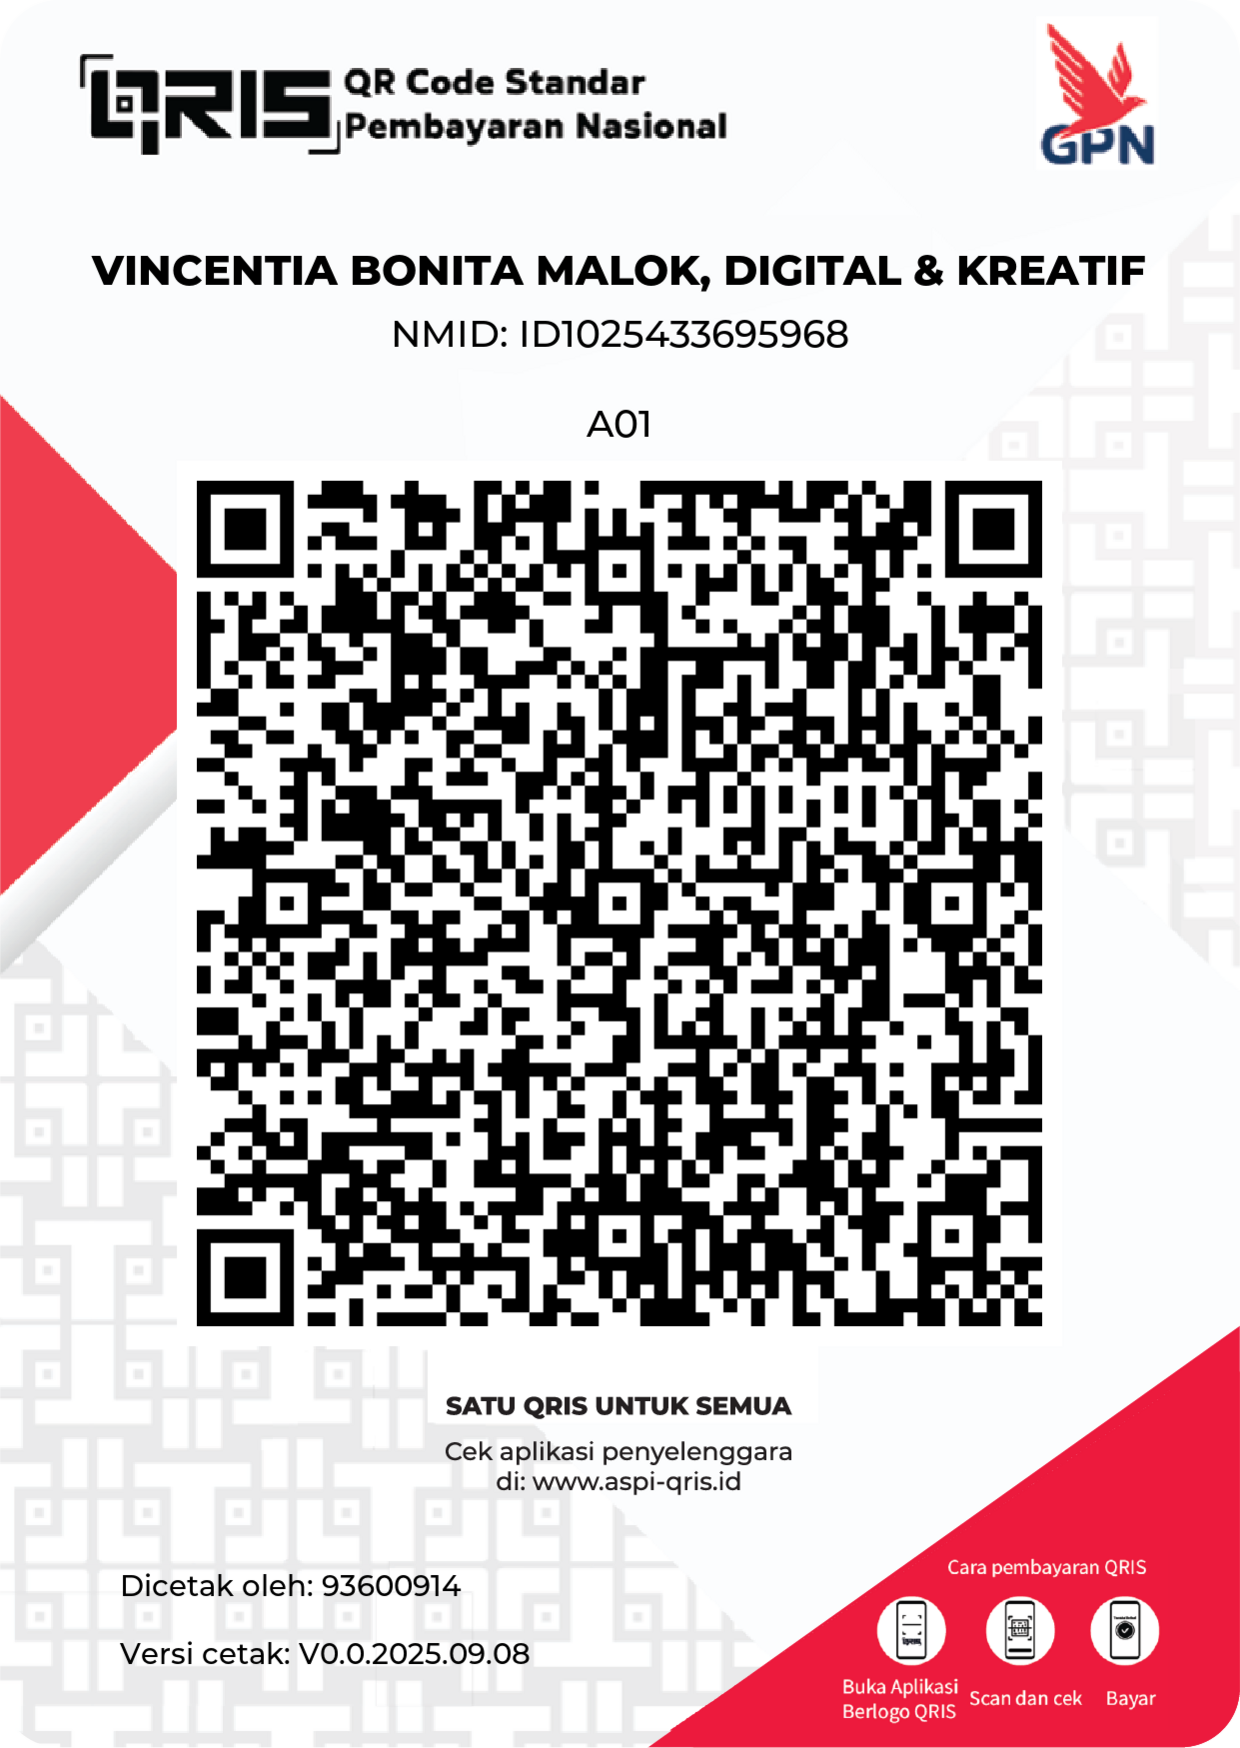 QRIS QR Code Standar
Pembayaran Nasional
GPN
VINCENTIA BONITA MALOK, DIGITAL & KREATIF
NMID: ID1025433695968
A01
SATU QRIS UNTUK SEMUA
Cek aplikasi penyelenggara
di: www.aspi-qris.id
Dicetak oleh: 93600914
Versi cetak: V0.0.2025.09.08
Cara pembayaran QRIS
Buka Aplikasi
Berlogo QRIS
Scan dan cek
Bayar